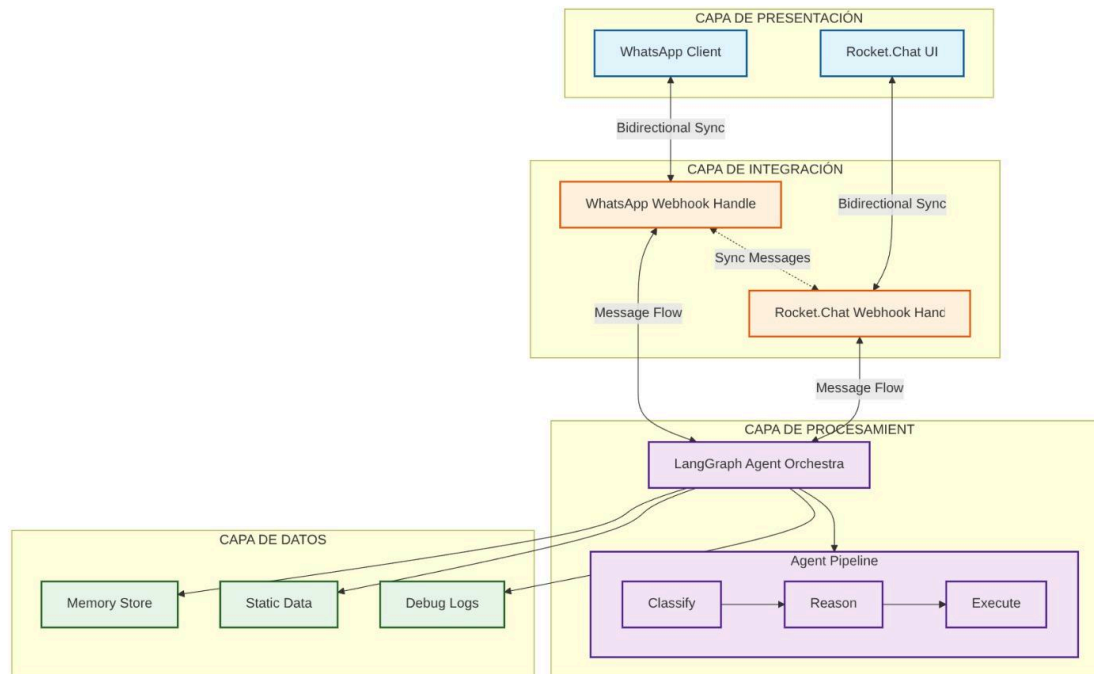 CAPA DE PRESENTACIÓN
WhatsApp Client
Rocket.Chat UI
Bidirectional Sync
CAPA DE INTEGRACIÓN
WhatsApp Webhook Handle
Bidirectional Sync
Sync Messages
Rocket.Chat Webhook Hand
Message Flow
Message Flow
CAPA DE PROCESAMIENT
LangGraph Agent Orchestra
CAPA DE DATOS
Memory Store
Static Data
Debug Logs
Agent Pipeline
Classify
Reason
Execute